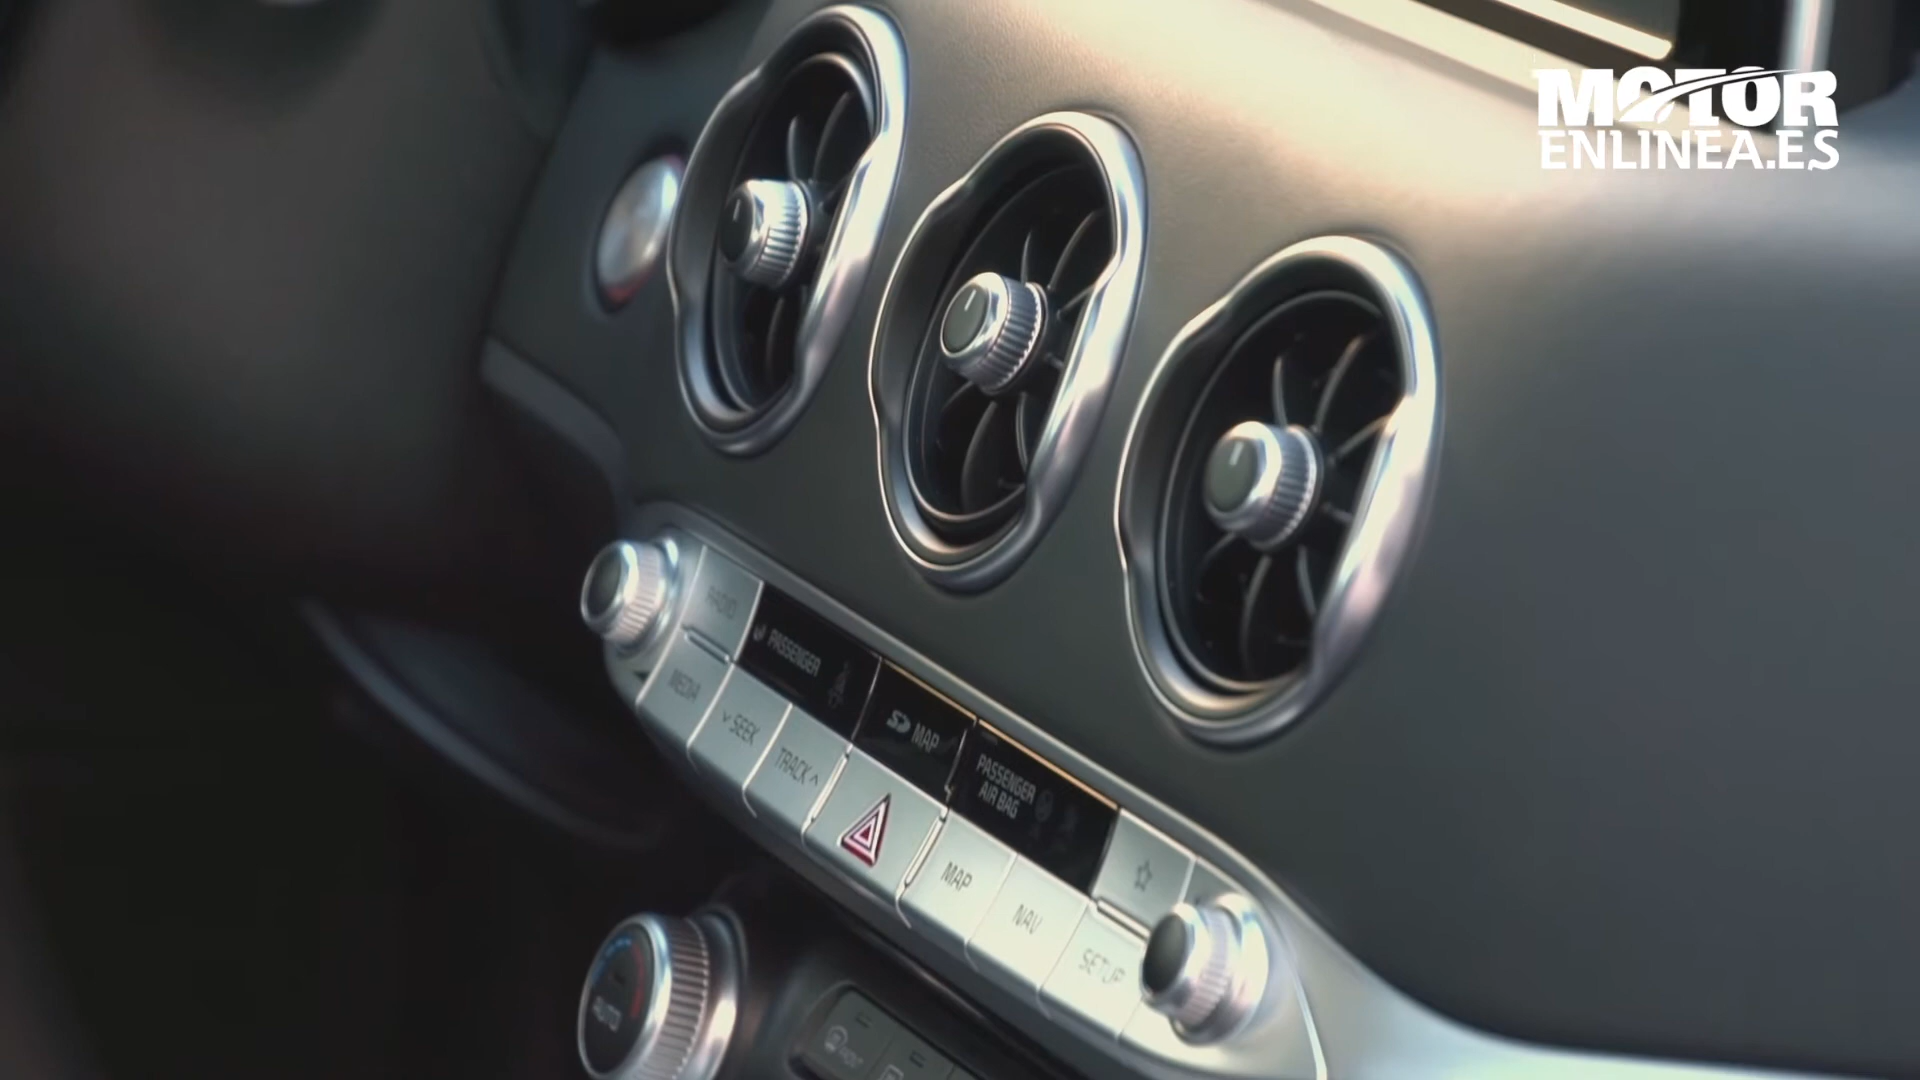 MOTOR
ENLINEA.ES
RADIO
PASSENGER
MEDIA
SEEK
MAP
TRACK
PASSENGER
AIR BAG
MAP
NAV
SETUP
AUTO